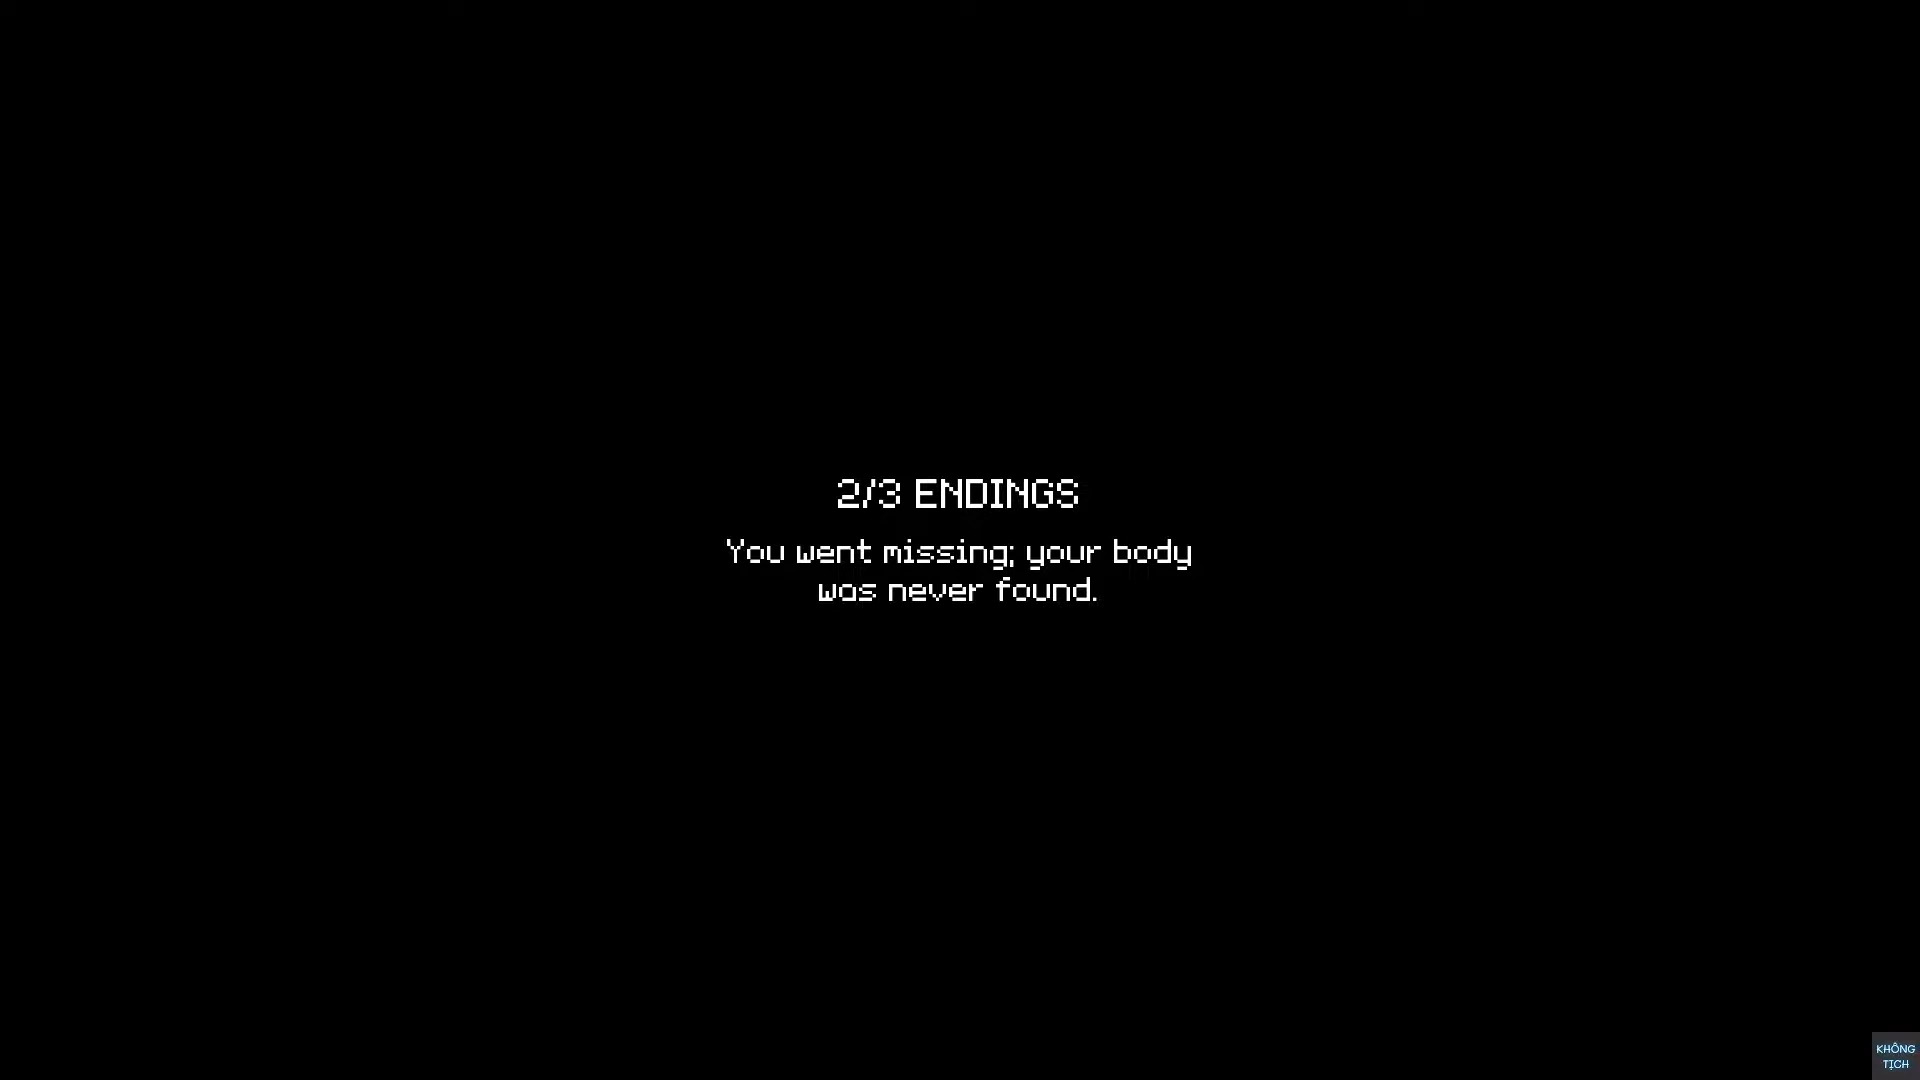 2/3 ENDINGS
You went missing; your body
was never found.
KHÔNG
TỊCH